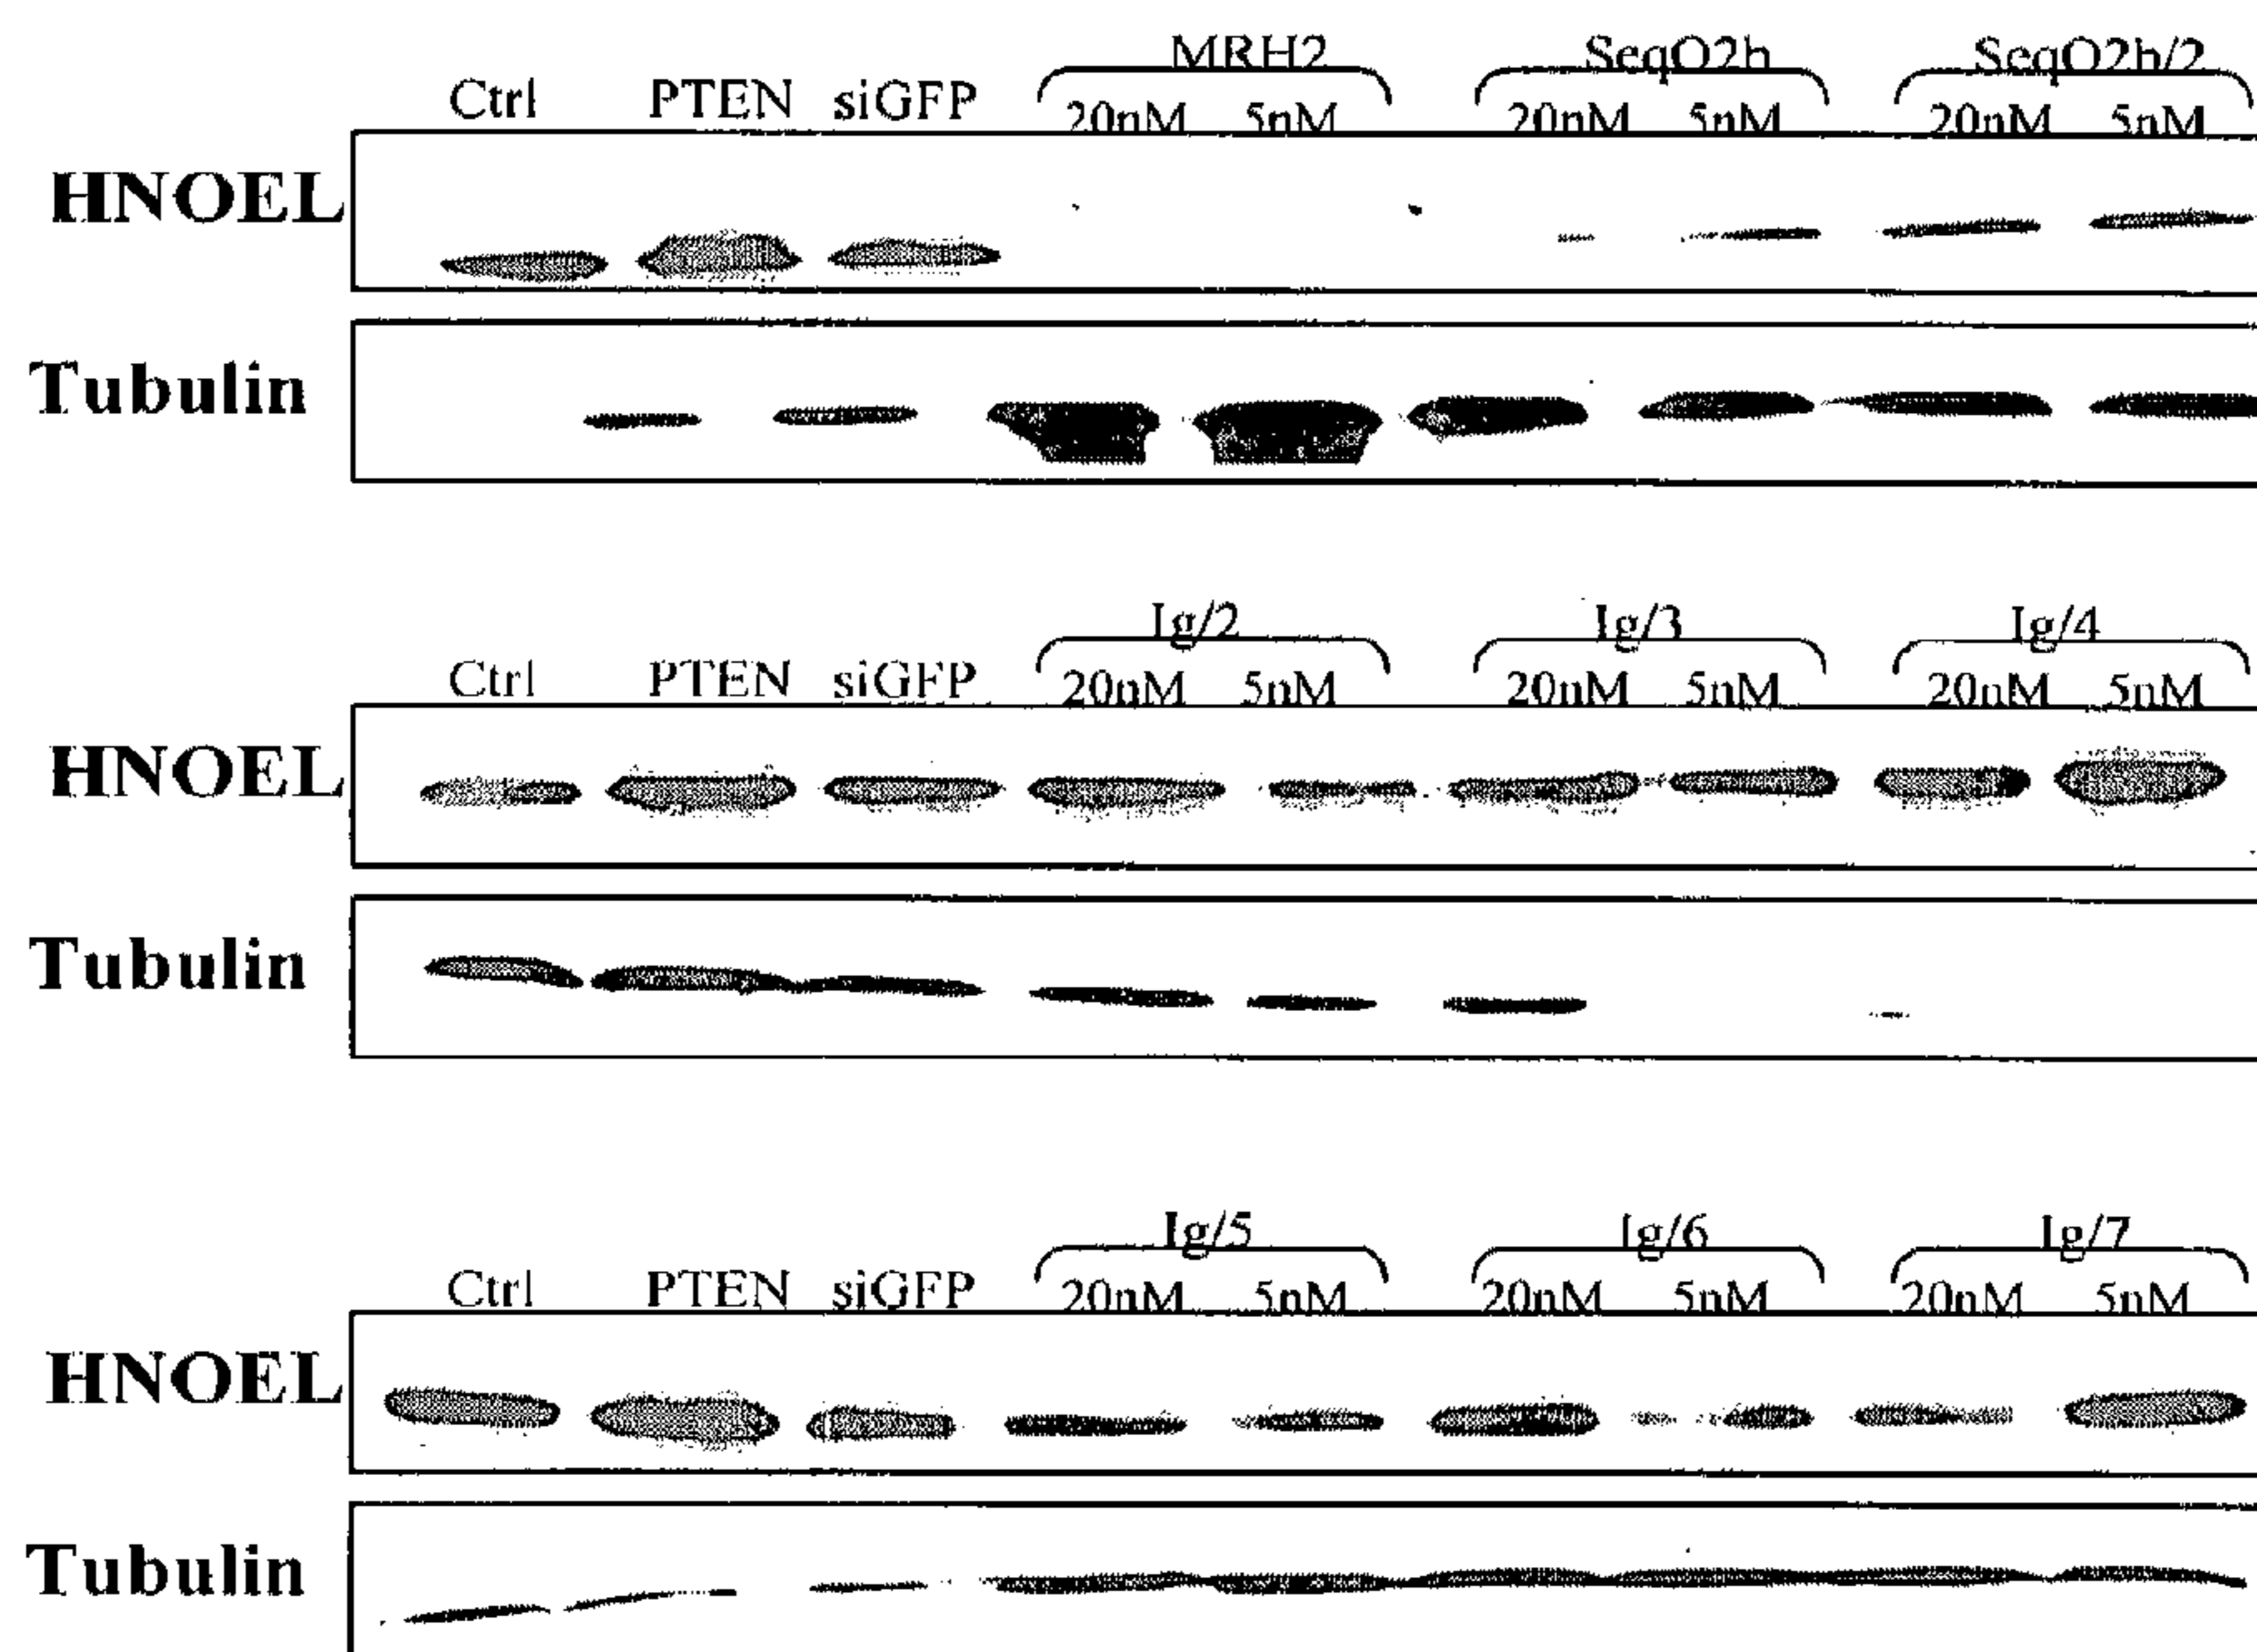 MRH2 SeqO2b SeqO2b/2
Ctrl PTEN siGFP 20nM 5nM 20nM 5nM 20nM 5nM
HNOEL
Tubulin
Ig/2 Ig/3 Ig/4
Ctrl PTEN siGFP 20nM 5nM 20nM 5nM 20nM 5nM
HNOEL
Tubulin
Ig/5 Ig/6 Ig/7
Ctrl PTEN siGFP 20nM 5nM 20nM 5nM 20nM 5nM
HNOEL
Tubulin